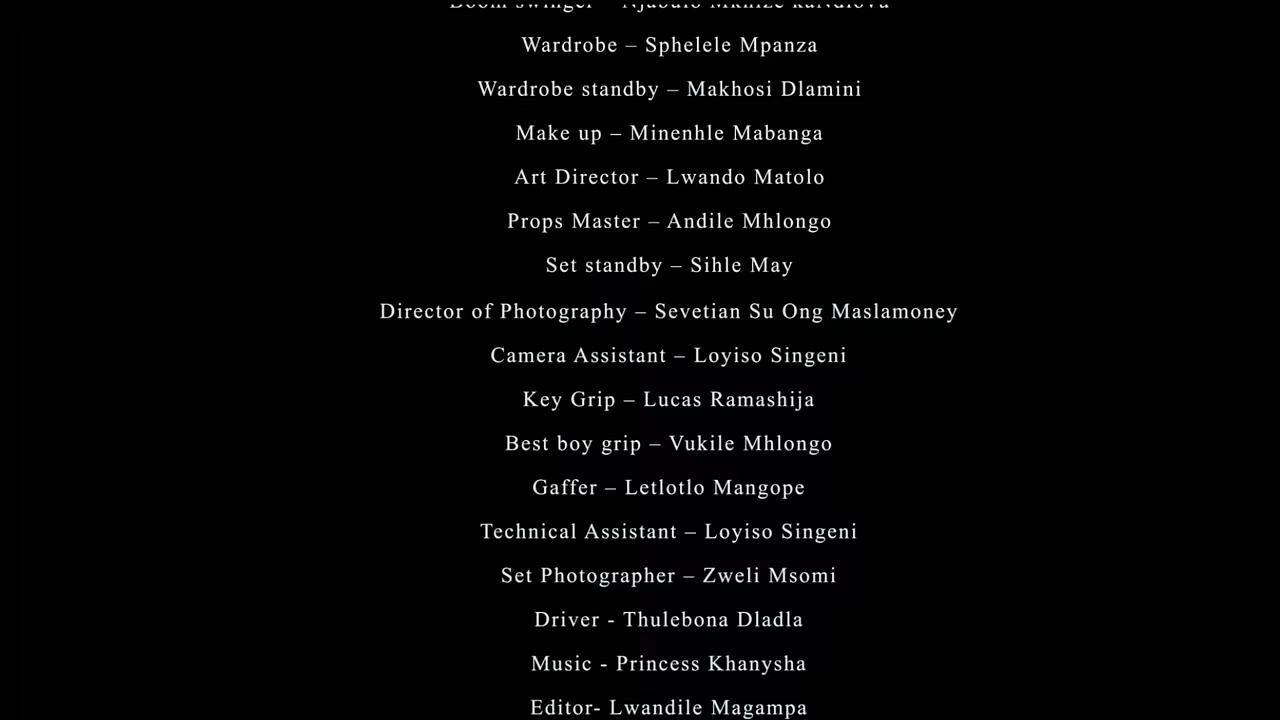 Wardrobe – Sphelele Mpanza
Wardrobe standby – Makhosi Dlamini
Make up – Minenhle Mabanga
Art Director – Lwando Matolo
Props Master – Andile Mhlongo
Set standby – Sihle May
Director of Photography – Sevetian Su Ong Maslamoney
Camera Assistant – Loyiso Singeni
Key Grip – Lucas Ramashija
Best boy grip – Vukile Mhlongo
Gaffer – Letlotlo Mangope
Technical Assistant – Loyiso Singeni
Set Photographer – Zweli Msomi
Driver - Thulebona Dladla
Music - Princess Khanysha
Editor- Lwandile Magampa